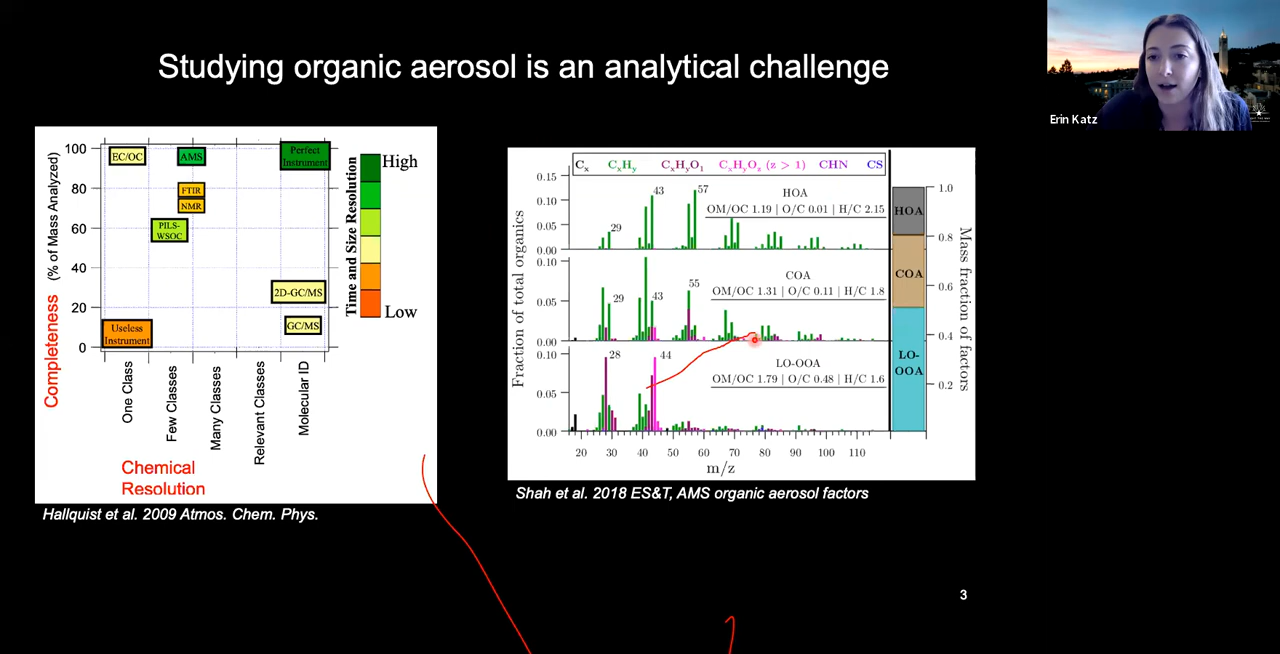 Studying organic aerosol is an analytical challenge
Erin Katz
Completeness (% of Mass Analyzed)
100
80
60
40
20
0
EC/OC
AMS
Perfect
Instrument
FTIR
NMR
PILS-
WSOC
2D-GC/MS
GC/MS
Useless
Instrument
One Class
Few Classes
Many Classes
Relevant Classes
Molecular ID
Chemical
Resolution
Time and Size Resolution
High
Low
Hallquist et al. 2009 Atmos. Chem. Phys.
Cx CxHy CxHyO1 CxHyOz (z > 1) CHN CS
Fraction of total organics
0.15
0.10
0.05
0.00
29
43
57
HOA
OM/OC 1.19 | O/C 0.01 | H/C 2.15
0.10
0.05
0.00
29
43
55
COA
OM/OC 1.31 | O/C 0.11 | H/C 1.8
0.10
0.05
0.00
28
44
LO-OOA
OM/OC 1.79 | O/C 0.48 | H/C 1.6
20 30 40 50 60 70 80 90 100 110
m/z
HOA
COA
LO-
OOA
1.0
0.8
0.6
0.4
0.2
Mass fraction of factors
Shah et al. 2018 ES&T, AMS organic aerosol factors
3